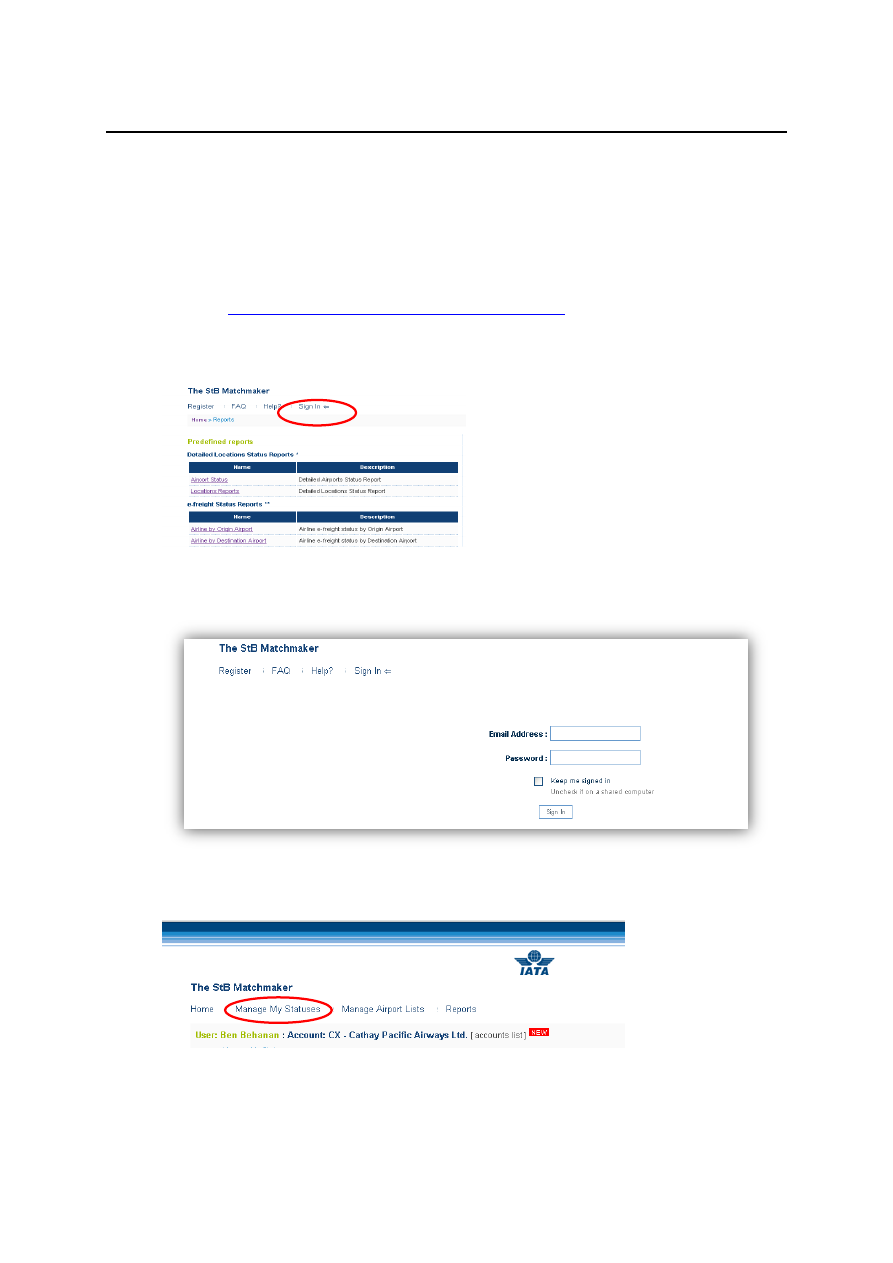 The StB Matchmaker
Register FAQ Help? Sign In ⇐
Home > Reports
Predefined reports
Detailed Locations Status Reports *
Name Description
Airport Status Detailed Airports Status Report
Locations Reports Detailed Locations Status Report
e-freight Status Reports **
Name Description
Airline by Origin Airport Airline e-freight status by Origin Airport
Airline by Destination Airport Airline e-freight status by Destination Airport
The StB Matchmaker
Register FAQ Help? Sign In ⇐
Email Address :
Password :
Keep me signed in
Uncheck if on a shared computer
Sign In
IATA
The StB Matchmaker
Home Manage My Statuses Manage Airport Lists Reports
User: Ben Behanan : Account: CX - Cathay Pacific Airways Ltd. [ accounts list ] NEW